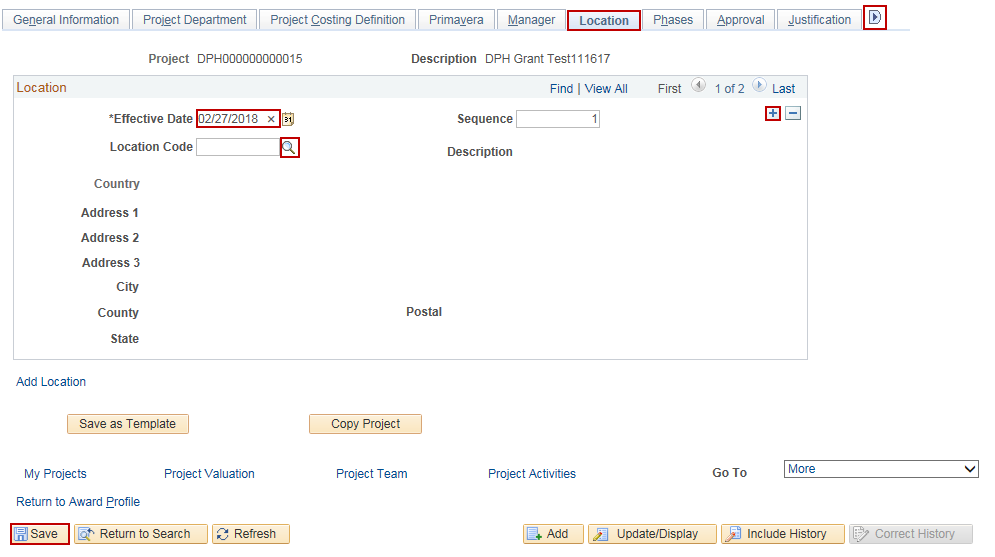 General Information Project Department Project Costing Definition Primavera Manager Location Phases Approval Justification
Project DPH000000000015 Description DPH Grant Test111617
Location Find | View All First 1 of 2 Last
*Effective Date 02/27/2018 × 31 Sequence 1
Location Code Description
Country
Address 1
Address 2
Address 3
City
County Postal
State
Add Location
Save as Template Copy Project
My Projects Project Valuation Project Team Project Activities Go To More
Return to Award Profile
Save Return to Search Refresh Add Update/Display Include History Correct History